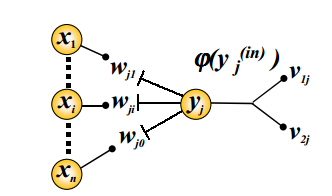 x1
wj1
φ(yj(in))
v1j
xi
wji
yj
wj0
v2j
xn